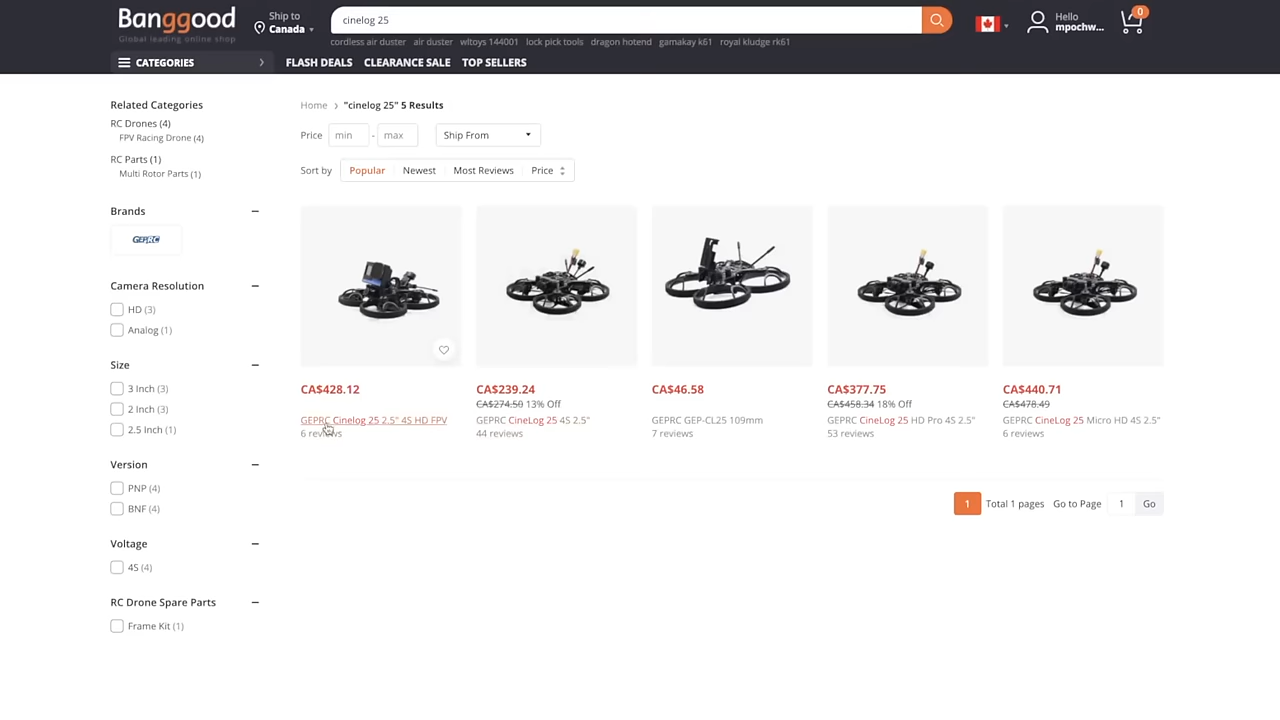 Banggood
Global leading online shop
Ship to
Canada
cinelog 25
cordless air duster air duster wltoys 144001 lock pick tools dragon hotend gamakay k61 royal kludge rk61
Hello
mpochw...
0
CATEGORIES
FLASH DEALS CLEARANCE SALE TOP SELLERS
Related Categories
RC Drones (4)
FPV Racing Drone (4)
RC Parts (1)
Multi Rotor Parts (1)
Brands
GEPRC
Camera Resolution
HD (3)
Analog (1)
Size
3 Inch (3)
2 Inch (3)
2.5 Inch (1)
Version
PNP (4)
BNF (4)
Voltage
4S (4)
RC Drone Spare Parts
Frame Kit (1)
Home > "cinelog 25" 5 Results
Price min - max Ship From
Sort by Popular Newest Most Reviews Price
CA$428.12
GEPRC Cinelog 25 2.5" 4S HD FPV
6 reviews
CA$239.24
CA$274.50 13% Off
GEPRC CineLog 25 4S 2.5"
44 reviews
CA$46.58
GEPRC GEP-CL25 109mm
7 reviews
CA$377.75
CA$458.34 18% Off
GEPRC CineLog 25 HD Pro 4S 2.5"
53 reviews
CA$440.71
CA$478.49
GEPRC CineLog 25 Micro HD 4S 2.5"
6 reviews
1 Total 1 pages Go to Page 1 Go